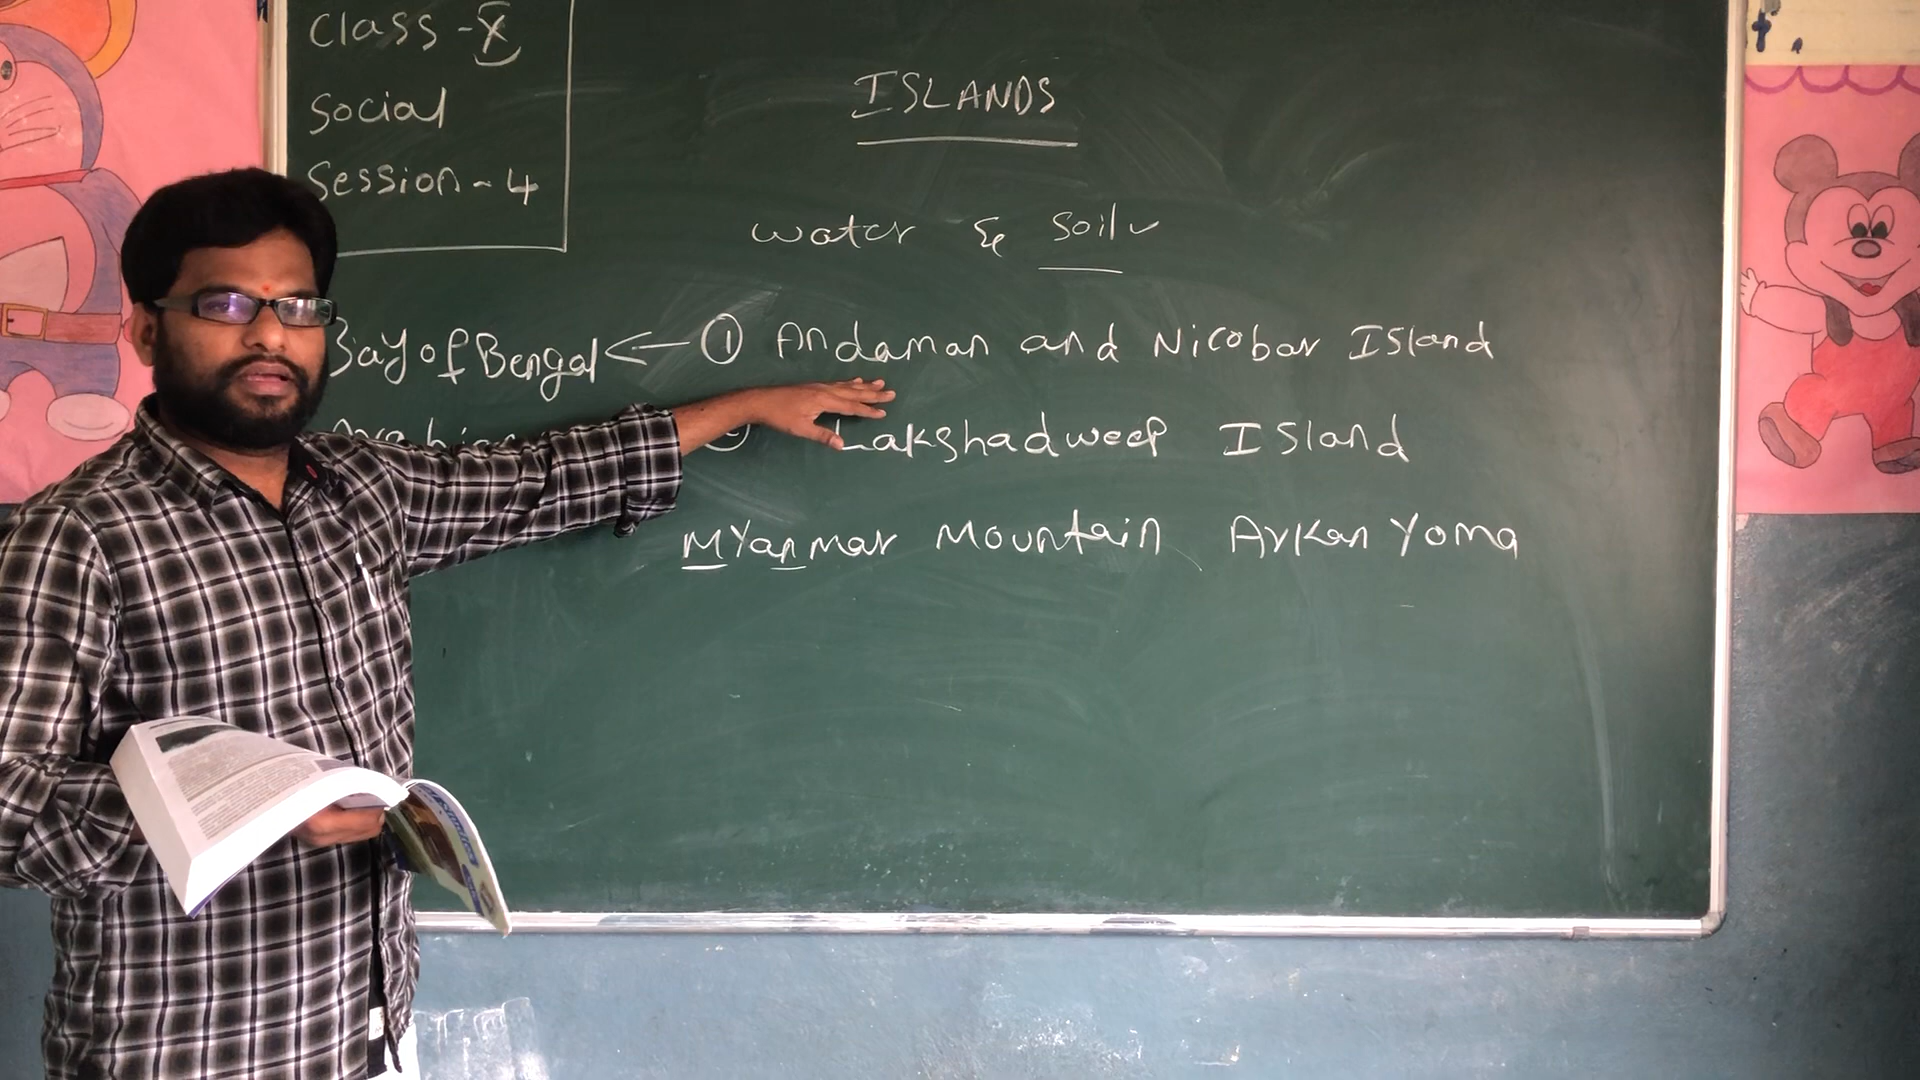 Class - X
Social
Session - 4
ISLANDS
water & Soil
Bay of Bengal ← ① Andaman and Nicobar Island
Lakshadweep Island
Myanmar Mountain Arkan Yoma